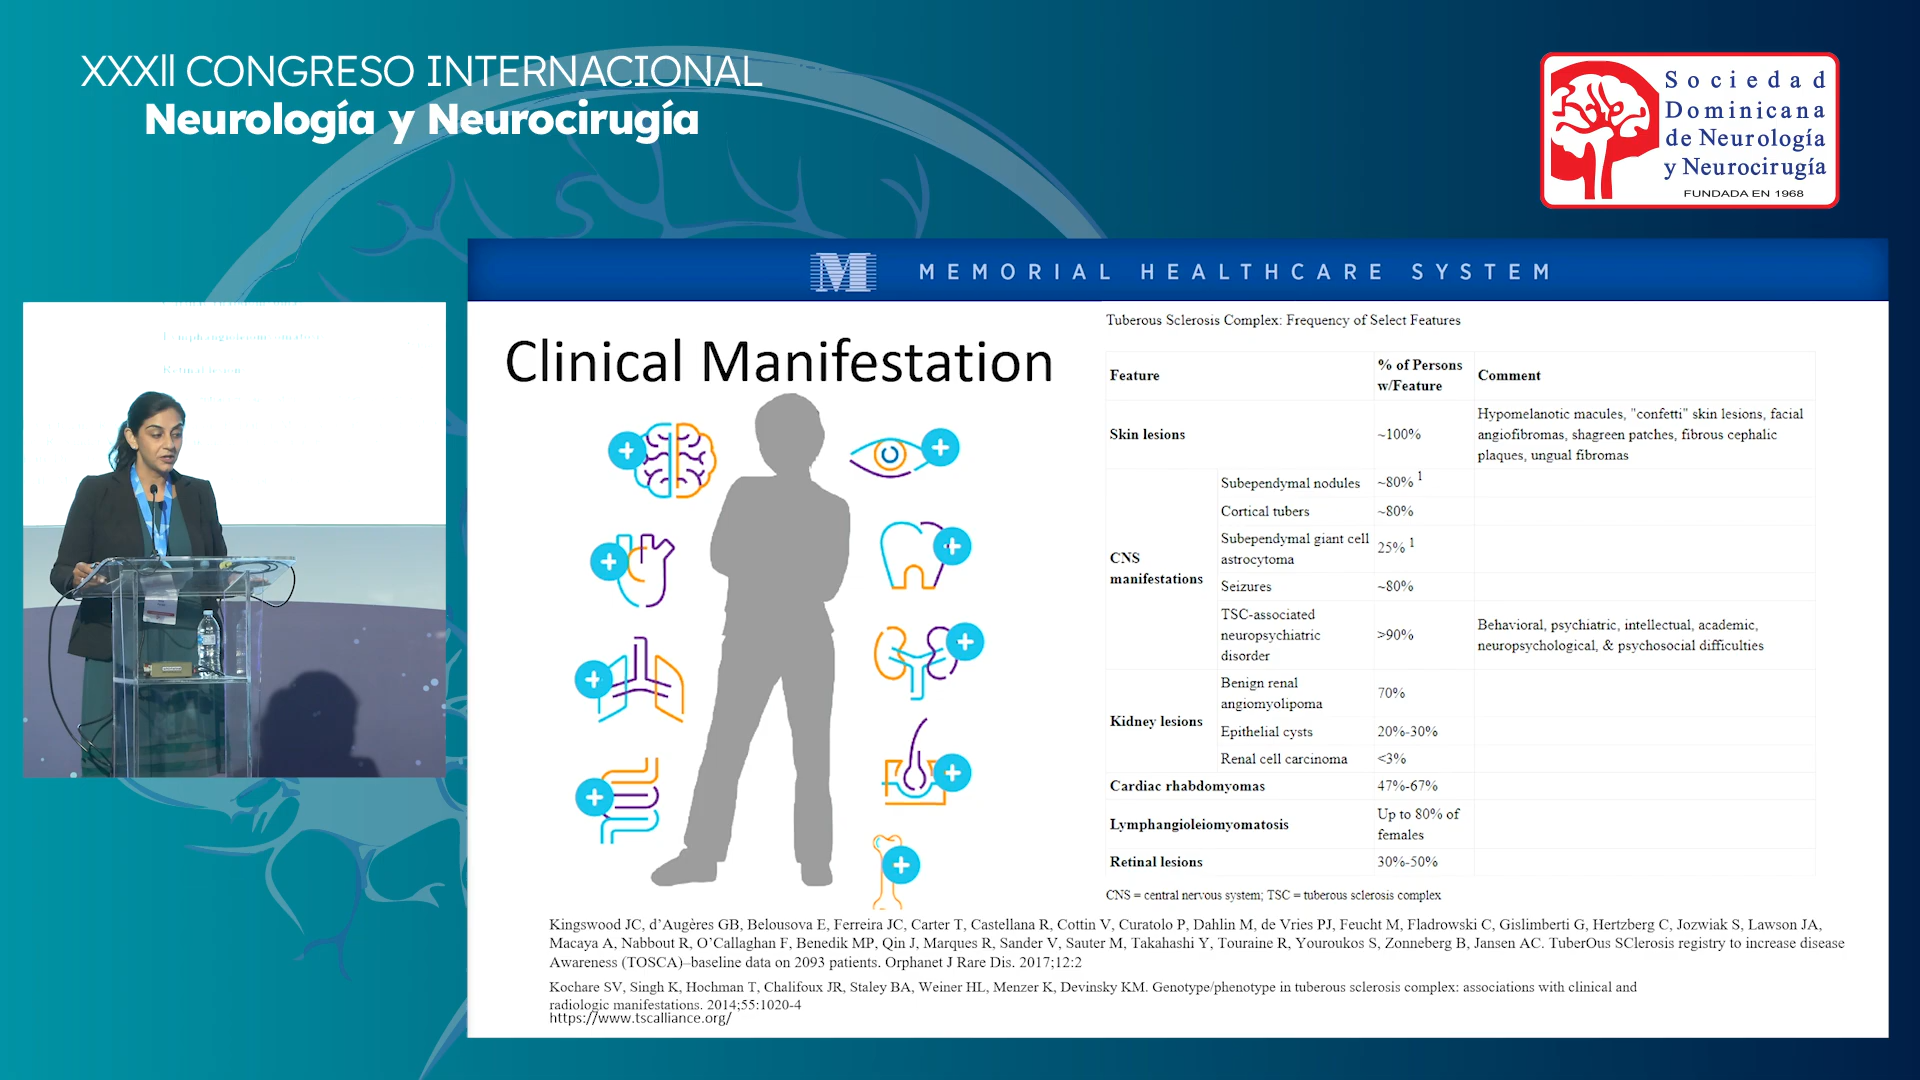 XXXII CONGRESO INTERNACIONAL
Neurología y Neurocirugía
Sociedad
Dominicana
de Neurología
y Neurocirugía
FUNDADA EN 1968
M MEMORIAL HEALTHCARE SYSTEM
Lymphangioleiomyomatosis
Retinal lesions
Clinical Manifestation
Tuberous Sclerosis Complex: Frequency of Select Features
Feature
% of Persons
w/Feature
Comment
Skin lesions
~100%
Hypomelanotic macules, "confetti" skin lesions, facial
angiofibromas, shagreen patches, fibrous cephalic
plaques, ungual fibromas
CNS
manifestations
Subependymal nodules
~80% 1
Cortical tubers
~80%
Subependymal giant cell
astrocytoma
25% 1
Seizures
~80%
TSC-associated
neuropsychiatric
disorder
>90%
Behavioral, psychiatric, intellectual, academic,
neuropsychological, & psychosocial difficulties
Kidney lesions
Benign renal
angiomyolipoma
70%
Epithelial cysts
20%-30%
Renal cell carcinoma
<3%
Cardiac rhabdomyomas
47%-67%
Lymphangioleiomyomatosis
Up to 80% of
females
Retinal lesions
30%-50%
CNS = central nervous system; TSC = tuberous sclerosis complex
Kingswood JC, d'Augères GB, Belousova E, Ferreira JC, Carter T, Castellana R, Cottin V, Curatolo P, Dahlin M, de Vries PJ, Feucht M, Fladrowski C, Gislimberti G, Hertzberg C, Jozwiak S, Lawson JA,
Macaya A, Nabbout R, O'Callaghan F, Benedik MP, Qin J, Marques R, Sander V, Sauter M, Takahashi Y, Touraine R, Youroukos S, Zonneberg B, Jansen AC. TuberOus SClerosis registry to increase disease
Awareness (TOSCA)–baseline data on 2093 patients. Orphanet J Rare Dis. 2017;12:2
Kochare SV, Singh K, Hochman T, Chalifoux JR, Staley BA, Weiner HL, Menzer K, Devinsky KM. Genotype/phenotype in tuberous sclerosis complex: associations with clinical and
radiologic manifestations. 2014;55:1020-4
https://www.tscalliance.org/